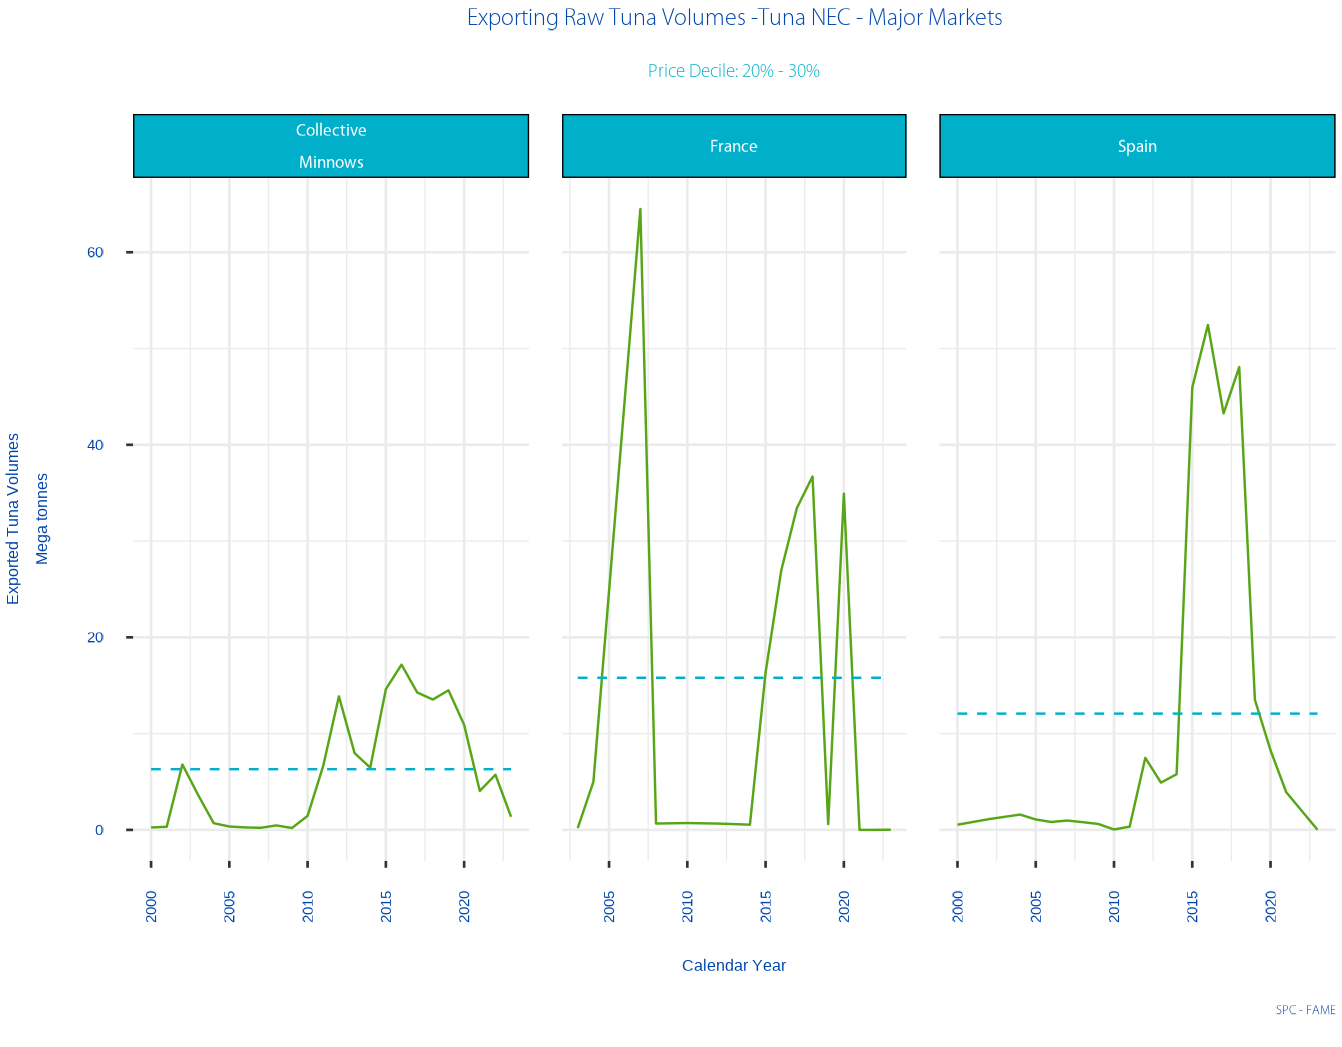 Exporting Raw Tuna Volumes -Tuna NEC - Major Markets
Price Decile: 20% - 30%
Collective
Minnows
France
Spain
Exported Tuna Volumes
Mega tonnes
60
40
20
0
2000
2005
2010
2015
2020
2005
2010
2015
2020
2000
2005
2010
2015
2020
Calendar Year
SPC - FAME